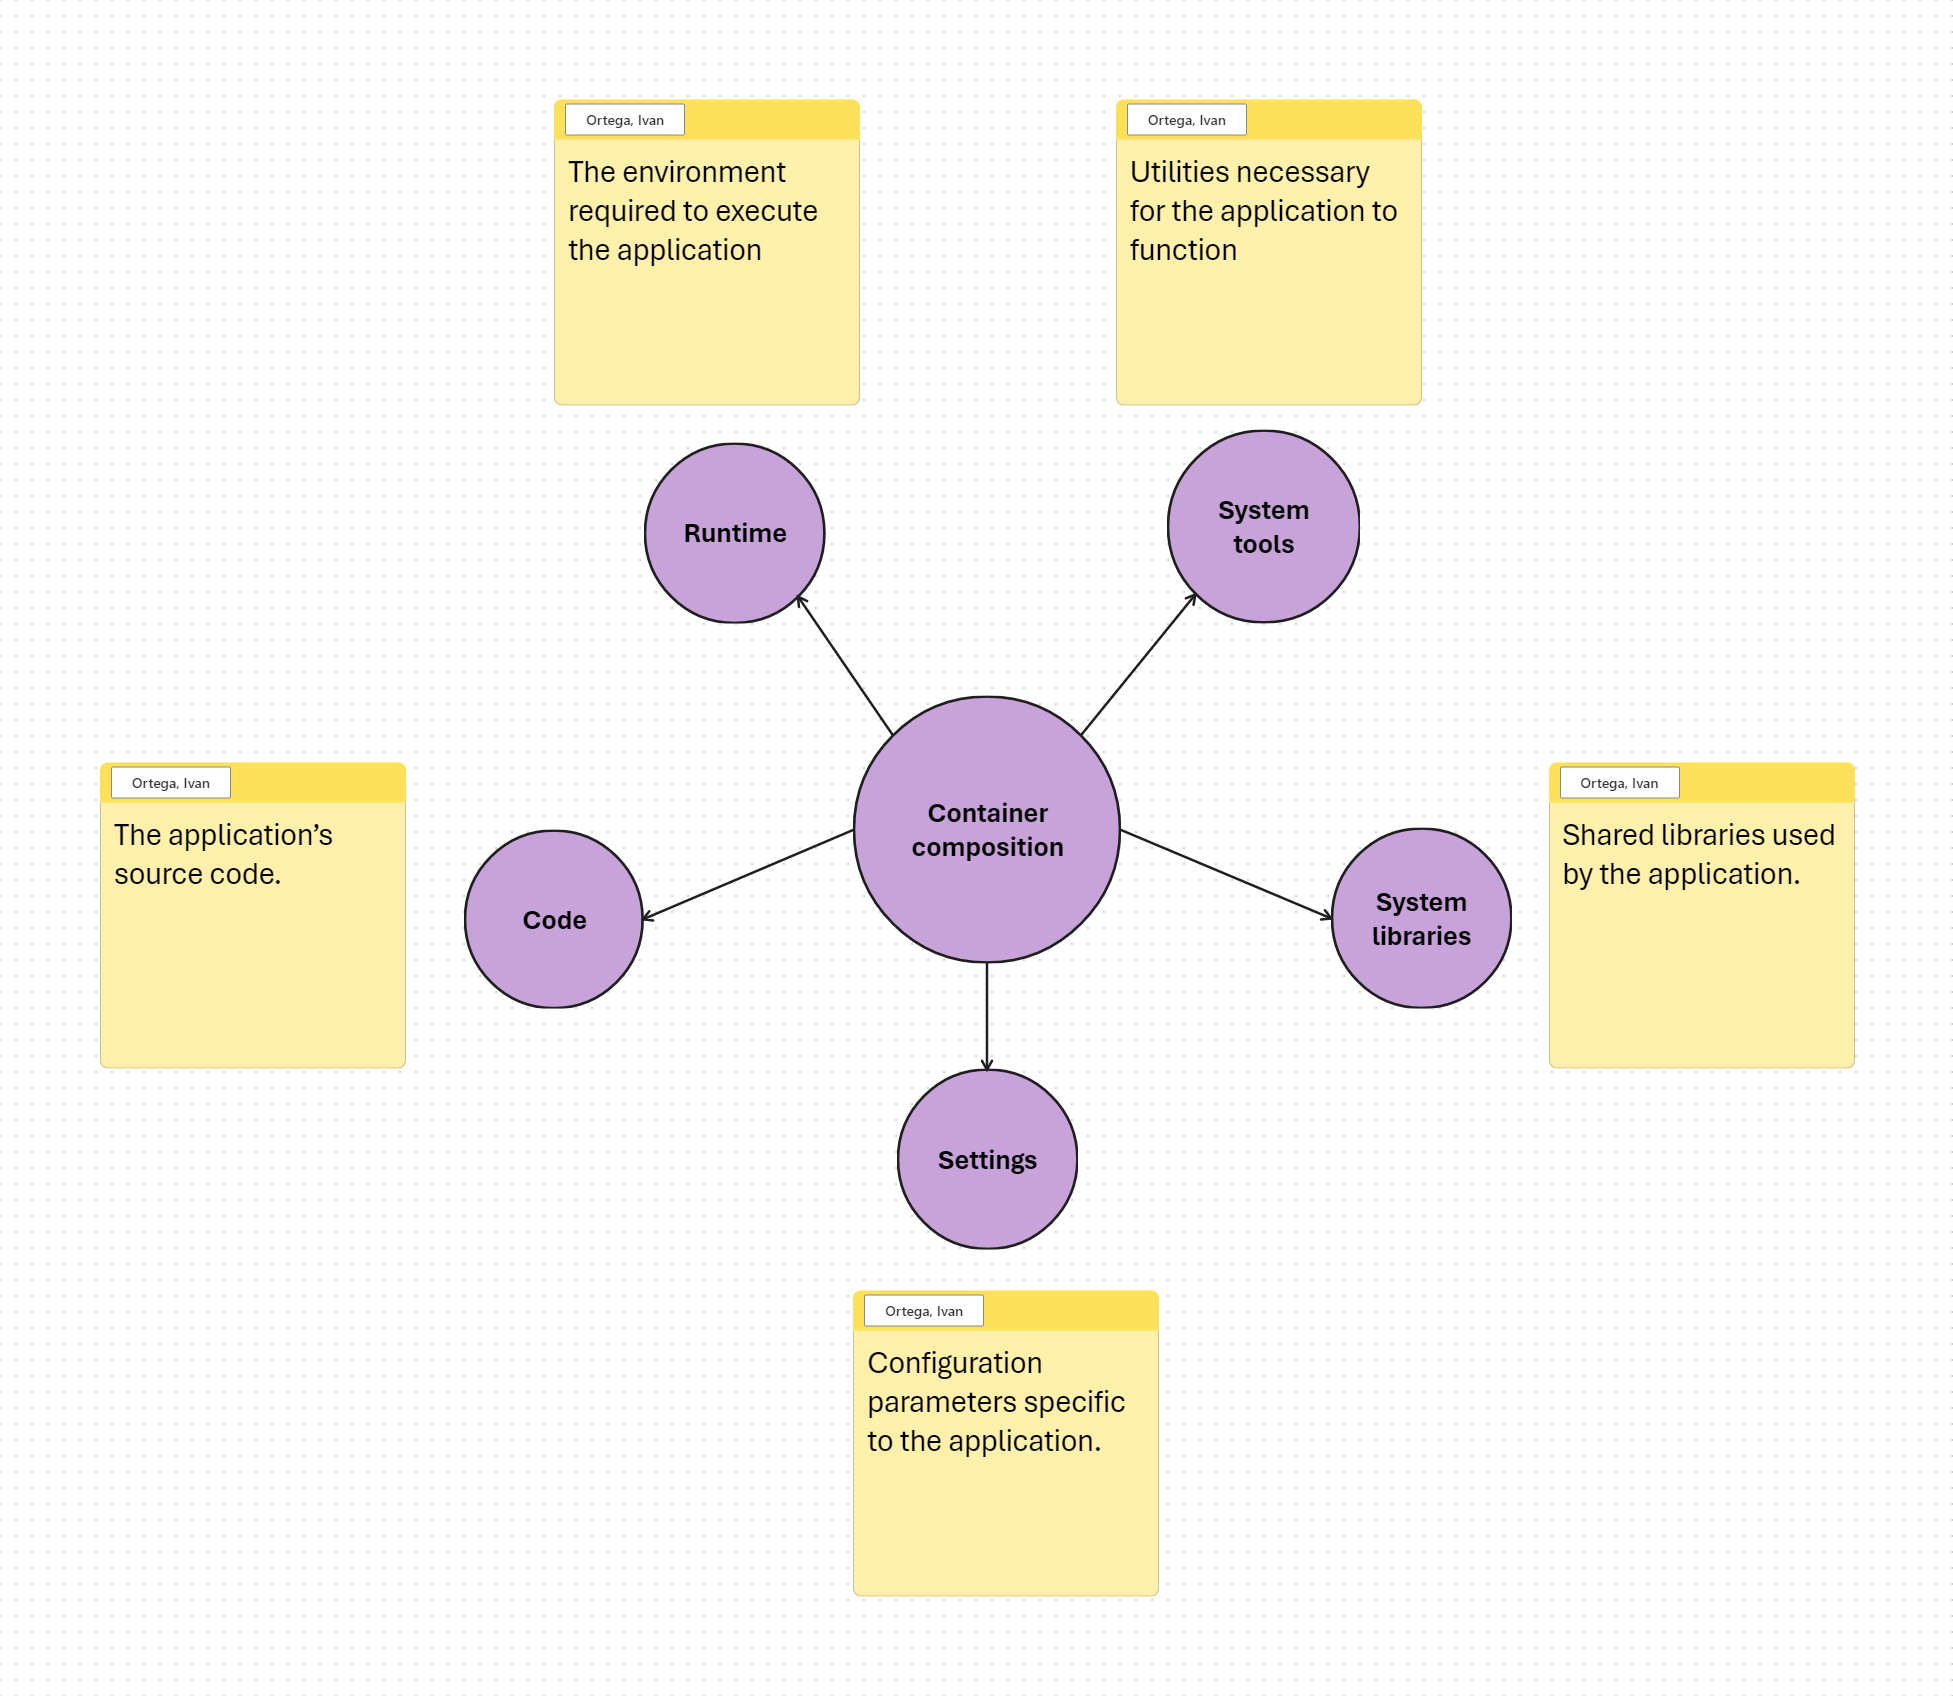 Ortega, Ivan
The environment
required to execute
the application
Ortega, Ivan
Utilities necessary
for the application to
function
Runtime
System
tools
Ortega, Ivan
The application’s
source code.
Container
composition
Ortega, Ivan
Shared libraries used
by the application.
Code
System
libraries
Settings
Ortega, Ivan
Configuration
parameters specific
to the application.